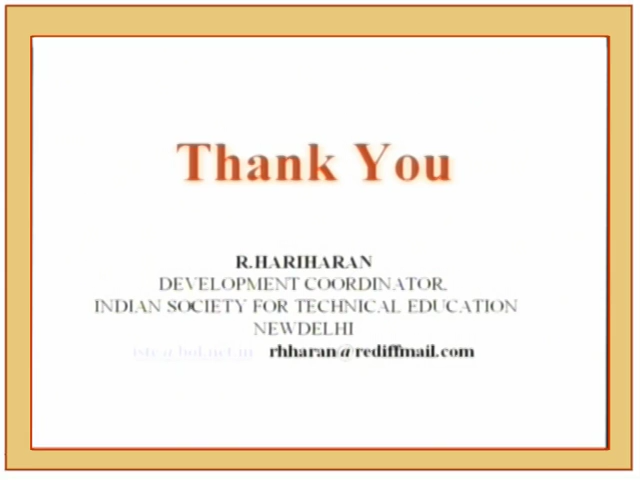 Thank You
R.HARIHARAN
DEVELOPMENT COORDINATOR,
INDIAN SOCIETY FOR TECHNICAL EDUCATION
NEWDELHI
rhharan@rediffmail.com